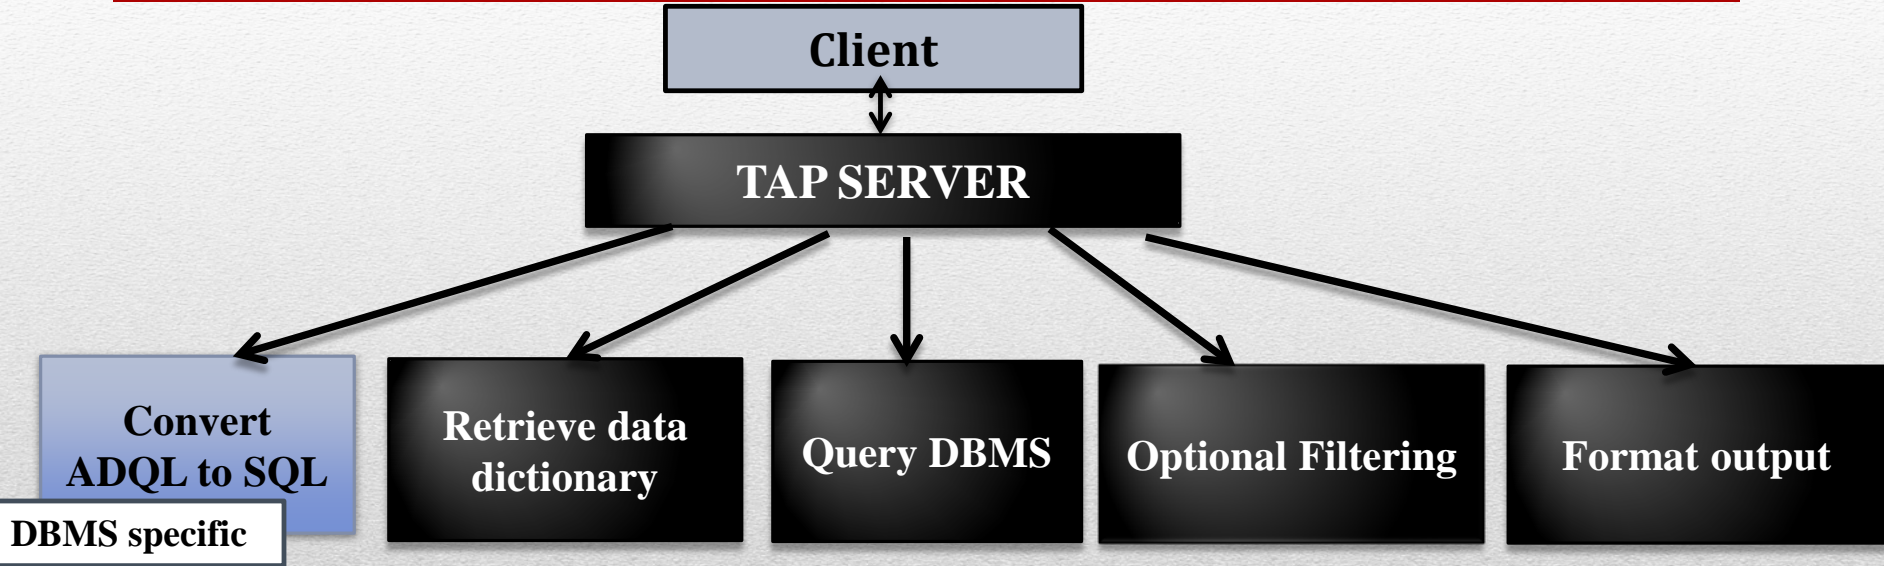 Client
TAP SERVER
Convert
ADQL to SQL
DBMS specific
Retrieve data
dictionary
Query DBMS
Optional Filtering
Format output